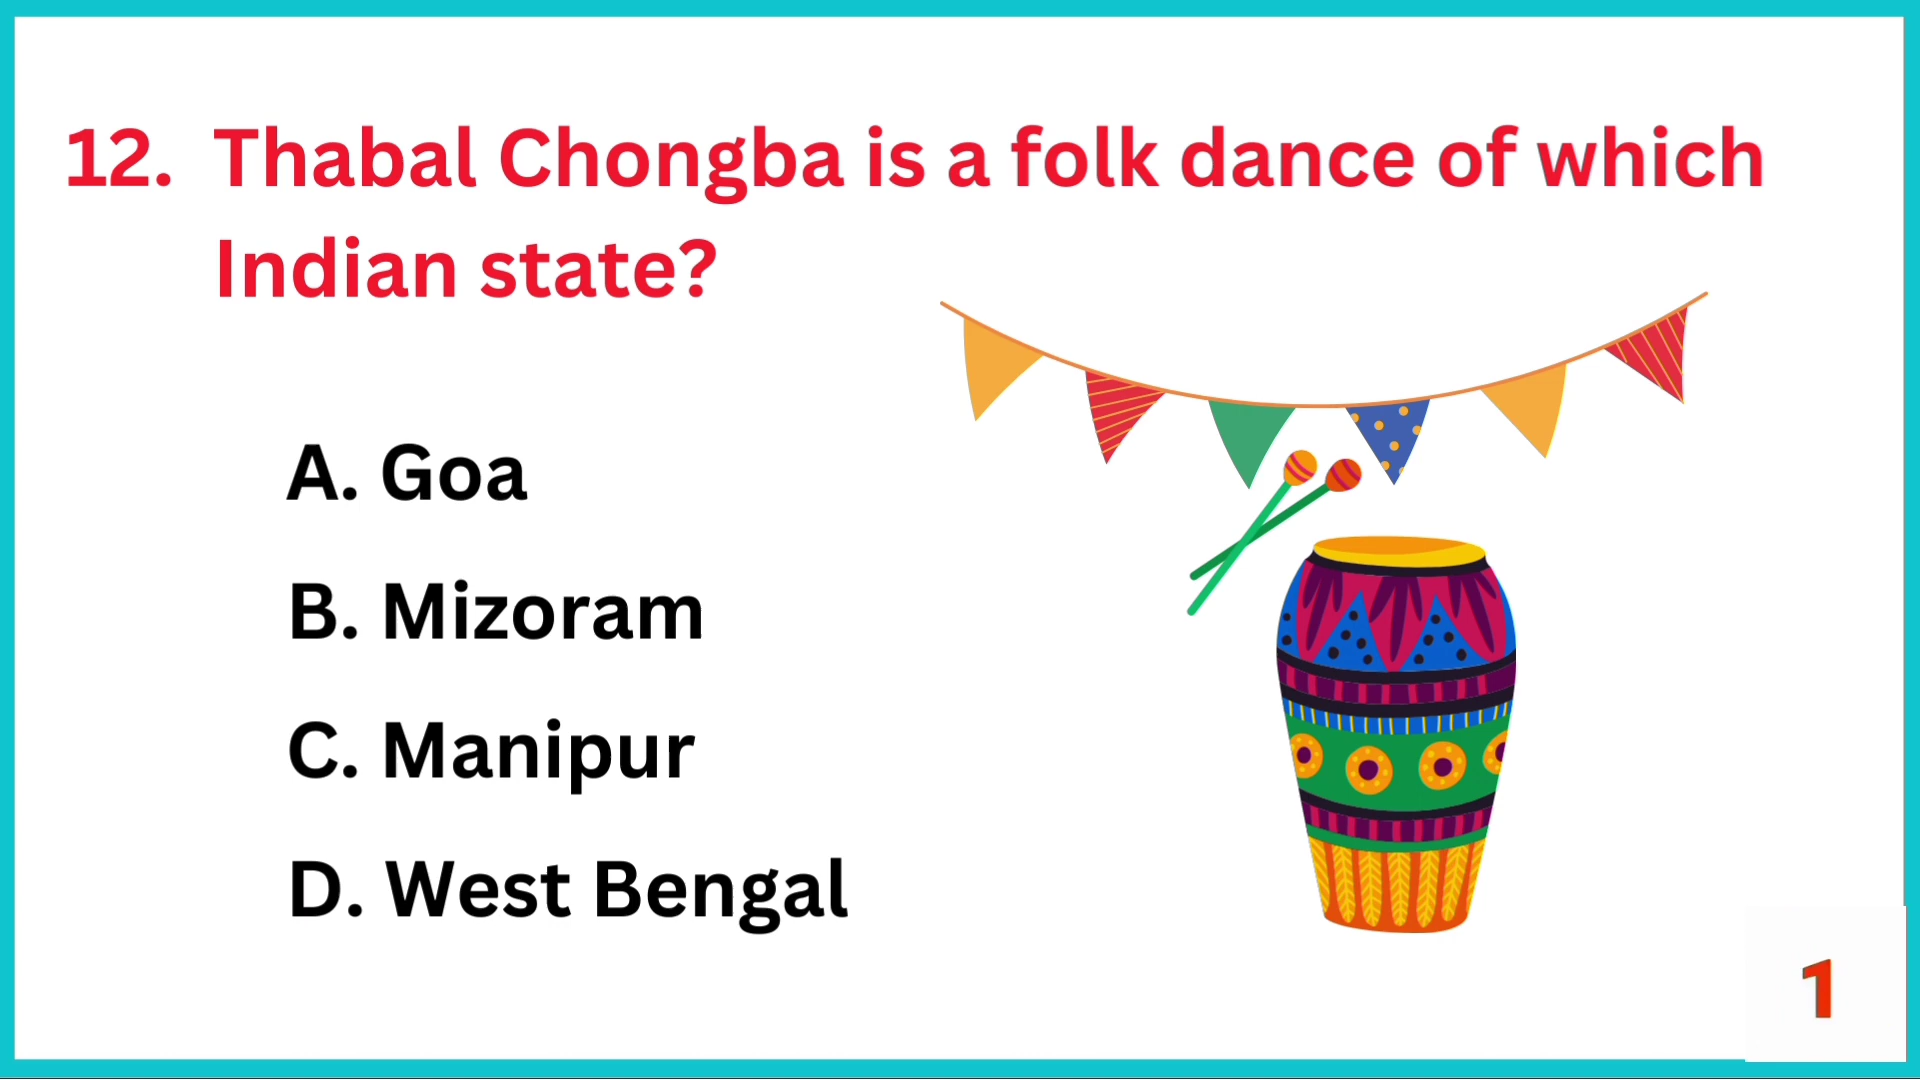 12. Thabal Chongba is a folk dance of which
Indian state?
A. Goa
B. Mizoram
C. Manipur
D. West Bengal
1